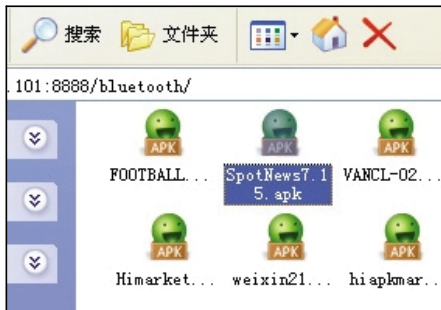 搜索 文件夹
.101:8888/bluetooth/
APK APK APK
FOOTBALL... SpotNews7.1 VANCL-02...
5.apk
APK APK APK
Himarket... weixin21... hiapkmar..